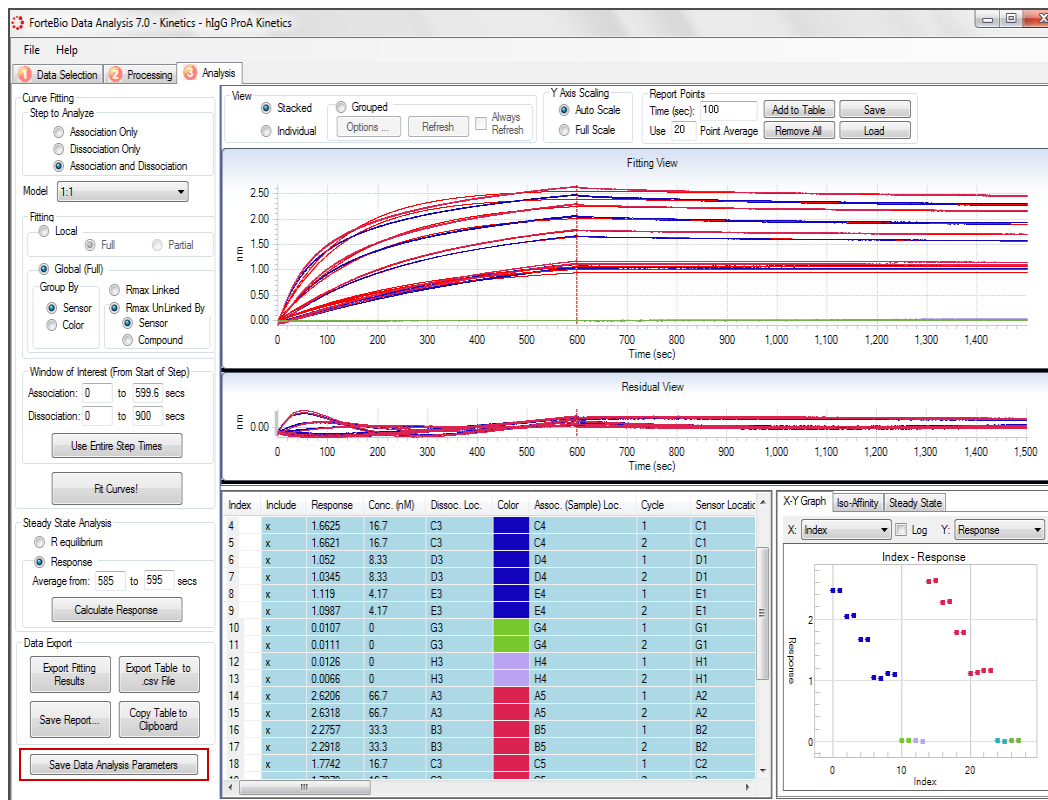 ForteBio Data Analysis 7.0 - Kinetics - hIgG ProA Kinetics
File Help
1 Data Selection 2 Processing 3 Analysis
Curve Fitting
Step to Analyze
Association Only
Dissociation Only
Association and Dissociation
Model 1:1
Fitting
Local
Full Partial
Global (Full)
Group By
Sensor
Color
Rmax Linked
Rmax UnLinked By
Sensor
Compound
Window of Interest (From Start of Step)
Association: 0 to 599.6 secs
Dissociation: 0 to 900 secs
Use Entire Step Times
Fit Curves!
Steady State Analysis
R equilibrium
Response
Average from: 585 to 595 secs
Calculate Response
Data Export
Export Fitting Results
Export Table to .csv File
Save Report...
Copy Table to Clipboard
Save Data Analysis Parameters
View
Stacked
Individual
Grouped
Options ... Refresh
Always Refresh
Y Axis Scaling
Auto Scale
Full Scale
Report Points
Time (sec): 100 Add to Table Save
Use 20 Point Average Remove All Load
Fitting View
2.50
2.00
1.50
1.00
0.50
0.00
nm
0 100 200 300 400 500 600 700 800 900 1,000 1,100 1,200 1,300 1,400
Time (sec)
Residual View
nm
0.00
0 100 200 300 400 500 600 700 800 900 1,000 1,100 1,200 1,300 1,400 1,500
Time (sec)
Index Include Response Conc. (nM) Dissoc. Loc. Color Assoc. (Sample) Loc. Cycle Sensor Locatio
4 x 1.6625 16.7 C3 C4 1 C1
5 x 1.6621 16.7 C3 C4 2 C1
6 x 1.052 8.33 D3 D4 1 D1
7 x 1.0345 8.33 D3 D4 2 D1
8 x 1.119 4.17 E3 E4 1 E1
9 x 1.0987 4.17 E3 E4 2 E1
10 x 0.0107 0 G3 G4 1 G1
11 x 0.0111 0 G3 G4 2 G1
12 x 0.0126 0 H3 H4 1 H1
13 x 0.0066 0 H3 H4 2 H1
14 x 2.6206 66.7 A3 A5 1 A2
15 x 2.6318 66.7 A3 A5 2 A2
16 x 2.2757 33.3 B3 B5 1 B2
17 x 2.2918 33.3 B3 B5 2 B2
18 x 1.7742 16.7 C3 C5 1 C2
X-Y Graph Iso-Affinity Steady State
X: Index Log Y: Response
Index - Response
Response
2
1
0
0 10 20
Index